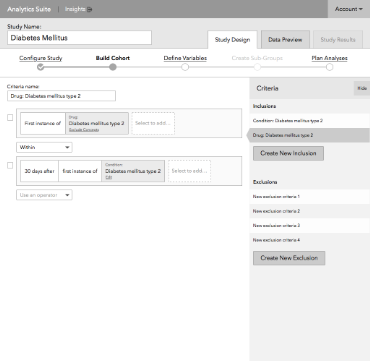 Analytics Suite | Insights
Account
Study Name:
Diabetes Mellitus
Study Design
Data Preview
Study Results
Configure Study
Build Cohort
Define Variables
Create Sub-Groups
Plan Analyses
Criteria name:
Drug: Diabetes mellitus type 2
First instance of
Drug:
Diabetes mellitus type 2
Select to add...
Within
30 days after
first instance of
Condition:
Diabetes mellitus type 2
Edit
Select to add...
Use an operator
Criteria
Hide
Inclusions
Condition: Diabetes mellitus type 2
Drug: Diabetes mellitus type 2
Create New Inclusion
Exclusions
New exclusion criteria 1
New exclusion criteria 2
New exclusion criteria 3
New exclusion criteria 4
Create New Exclusion